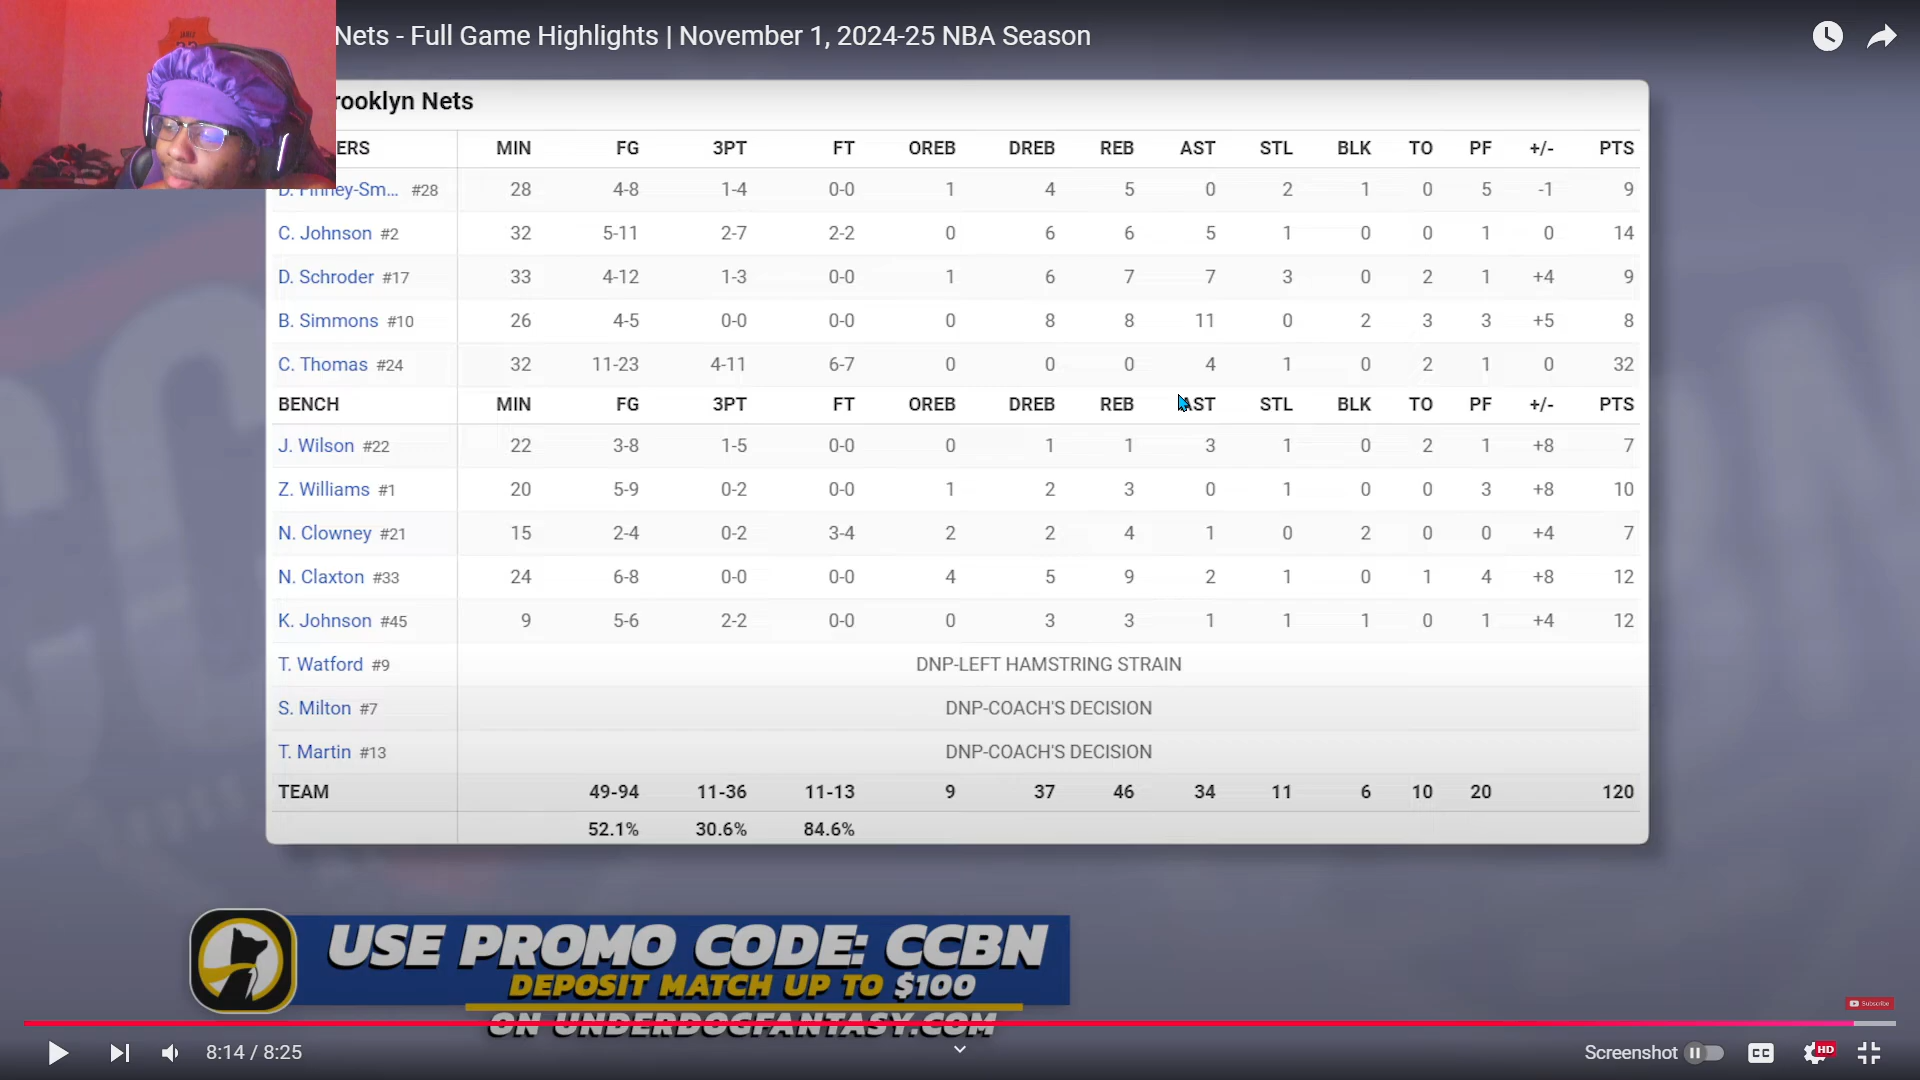 Nets - Full Game Highlights | November 1, 2024-25 NBA Season
rooklyn Nets
ERS MIN FG 3PT FT OREB DREB REB AST STL BLK TO PF +/- PTS
D. Finney-Sm... #28 28 4-8 1-4 0-0 1 4 5 0 2 1 0 5 -1 9
C. Johnson #2 32 5-11 2-7 2-2 0 6 6 5 1 0 0 1 0 14
D. Schroder #17 33 4-12 1-3 0-0 1 6 7 7 3 0 2 1 +4 9
B. Simmons #10 26 4-5 0-0 0-0 0 8 8 11 0 2 3 3 +5 8
C. Thomas #24 32 11-23 4-11 6-7 0 0 0 4 1 0 2 1 0 32
BENCH MIN FG 3PT FT OREB DREB REB AST STL BLK TO PF +/- PTS
J. Wilson #22 22 3-8 1-5 0-0 0 1 1 3 1 0 2 1 +8 7
Z. Williams #1 20 5-9 0-2 0-0 1 2 3 0 1 0 0 3 +8 10
N. Clowney #21 15 2-4 0-2 3-4 2 2 4 1 0 2 0 0 +4 7
N. Claxton #33 24 6-8 0-0 0-0 4 5 9 2 1 0 1 4 +8 12
K. Johnson #45 9 5-6 2-2 0-0 0 3 3 1 1 1 0 1 +4 12
T. Watford #9 DNP-LEFT HAMSTRING STRAIN
S. Milton #7 DNP-COACH'S DECISION
T. Martin #13 DNP-COACH'S DECISION
TEAM 49-94 11-36 11-13 9 37 46 34 11 6 10 20 120
52.1% 30.6% 84.6%
USE PROMO CODE: CCBN
DEPOSIT MATCH UP TO $100
ON UNDERDOGFANTASY.COM
Subscribe
8:14 / 8:25
Screenshot
CC
HD